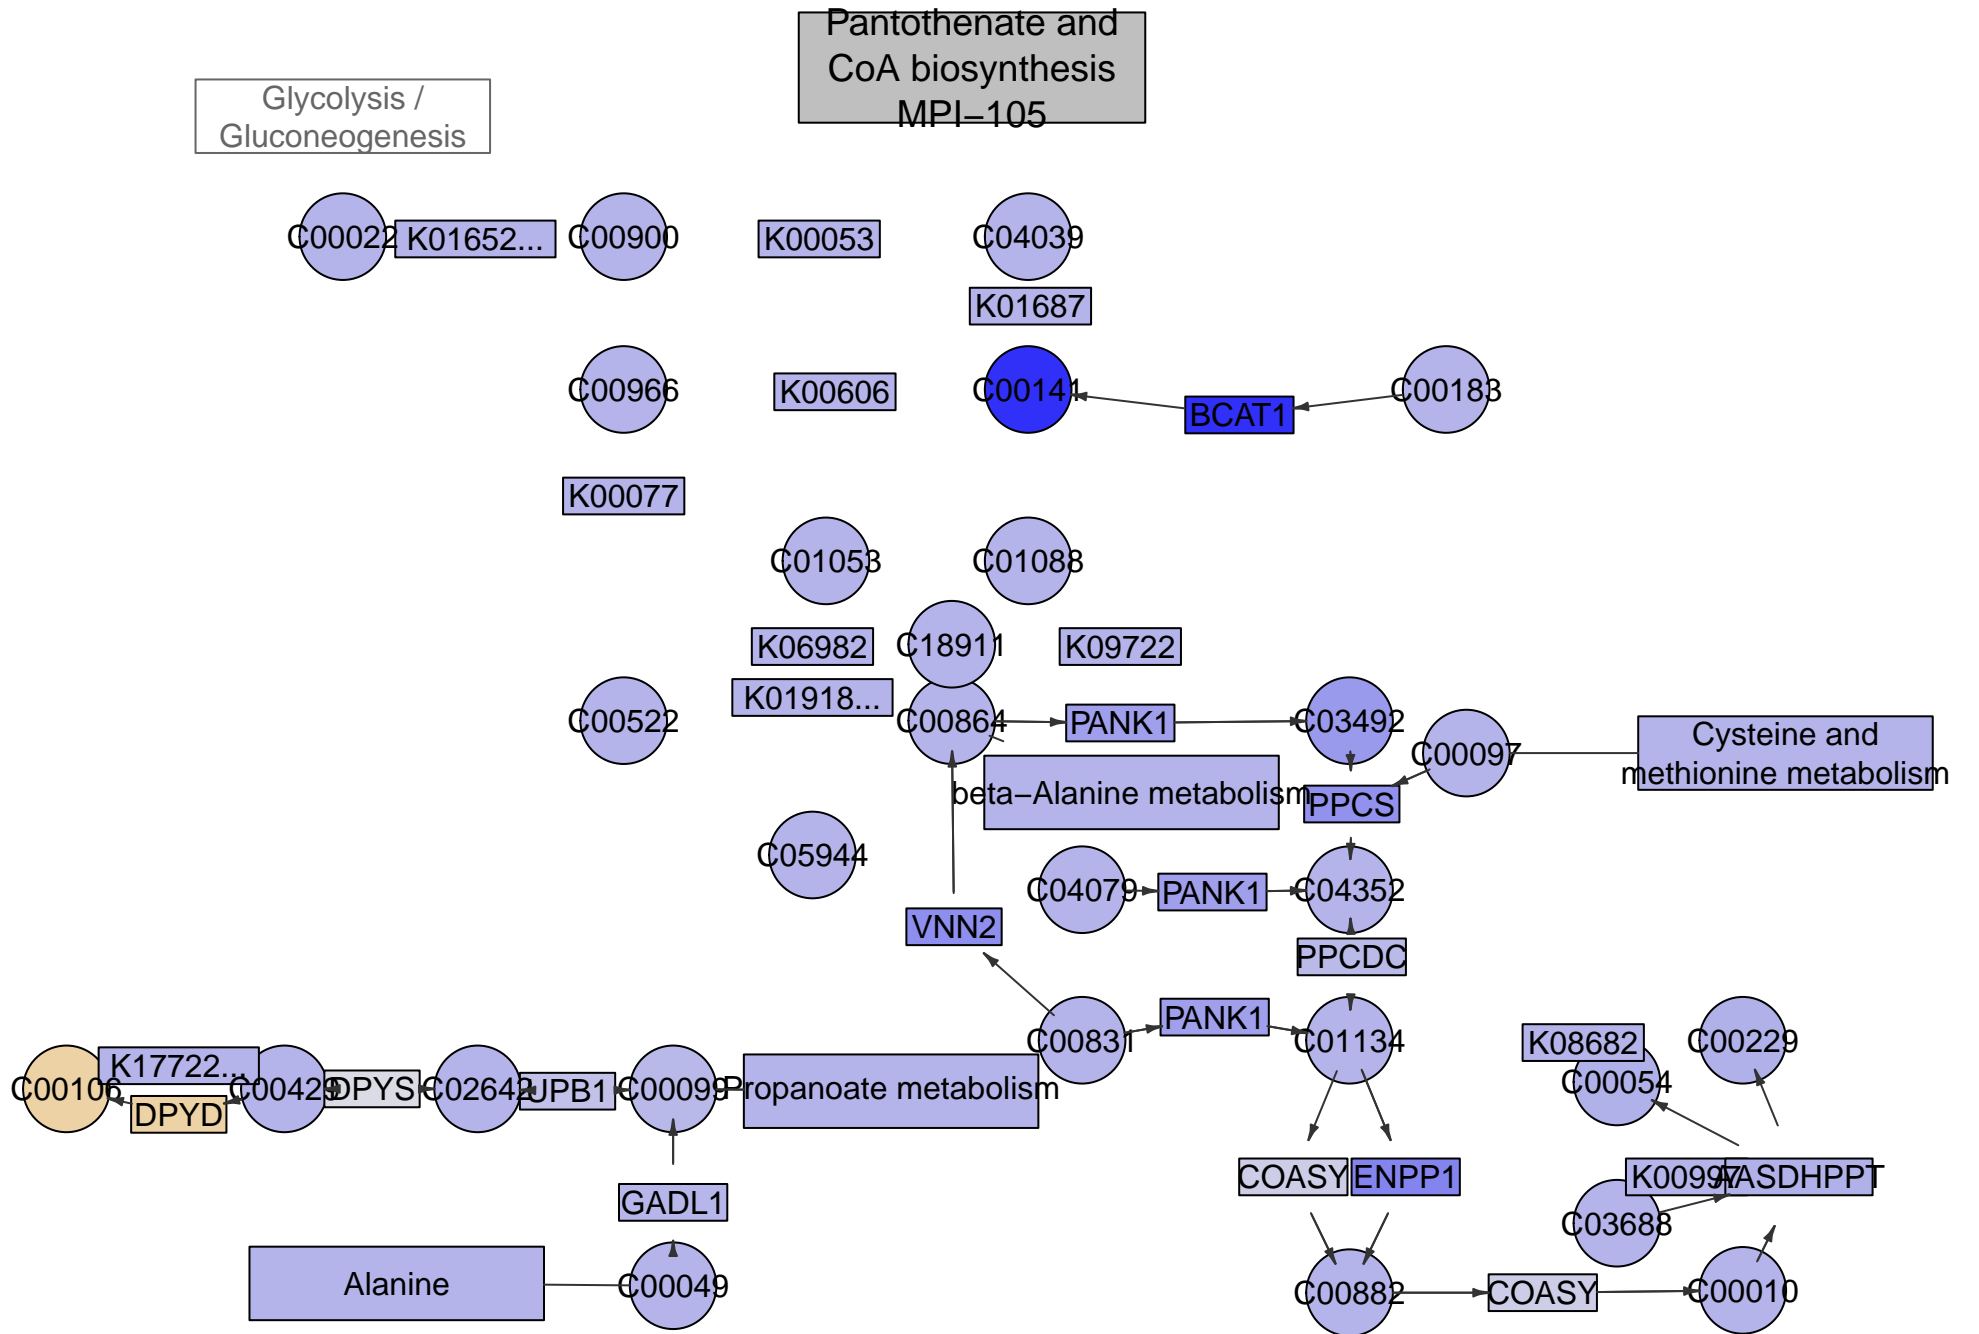 Pantothenate and
CoA biosynthesis
MPI−105
Glycolysis /
Gluconeogenesis
C00022
K01652...
C00900
K00053
C04039
K01687
C00966
K00606
C00141
BCAT1
C00183
K00077
C01053
C01088
K06982
C18911
K09722
K01918...
C00522
C00864
PANK1
C03492
C00097
Cysteine and
methionine metabolism
beta−Alanine metabolism
PPCS
C05944
C04079
PANK1
C04352
VNN2
PPCDC
C00831
PANK1
C01134
K08682
C00229
C00054
K17722...
C00106
DPYD
C00429
DPYS
C02642
UPB1
C00099
Propanoate metabolism
COASY
ENPP1
K00997
AASDHPPT
GADL1
C03688
Alanine
C00049
C00882
COASY
C00010